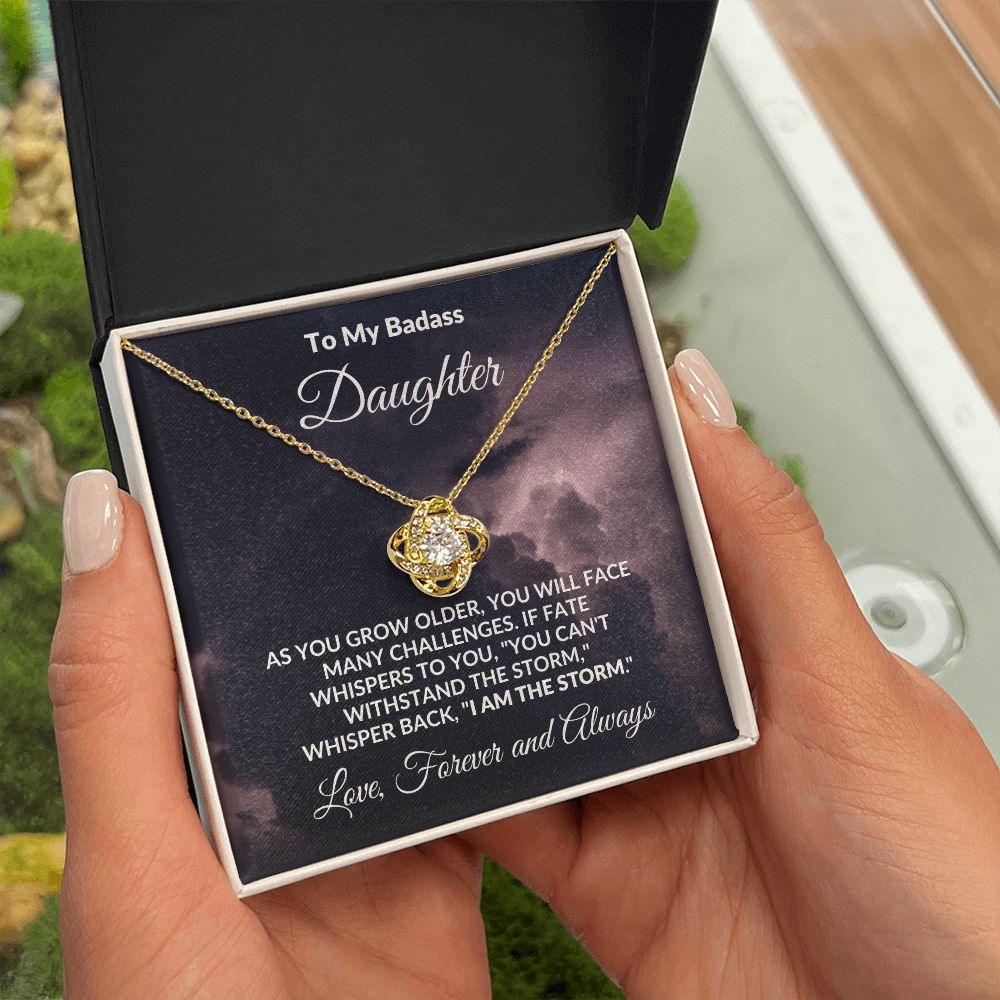 To My Badass
Daughter
AS YOU GROW OLDER, YOU WILL FACE
MANY CHALLENGES. IF FATE
WHISPERS TO YOU, "YOU CAN'T
WITHSTAND THE STORM,"
WHISPER BACK, "I AM THE STORM."
Love, Forever and Always